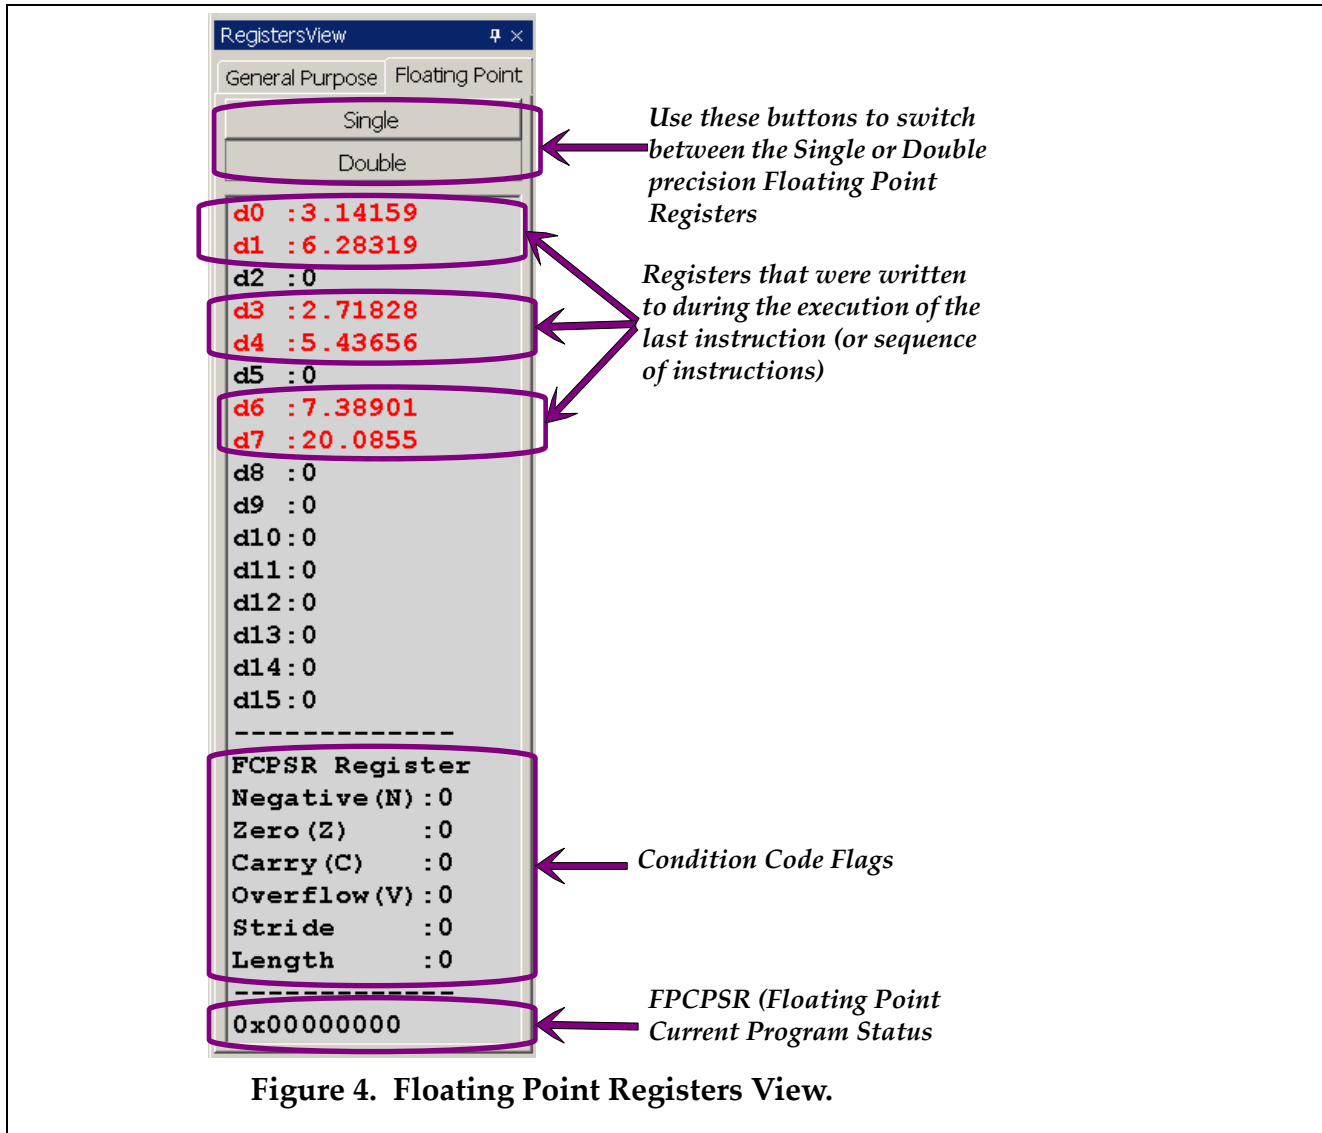 RegistersView
General Purpose Floating Point
Single
Double
Use these buttons to switch
between the Single or Double
precision Floating Point
Registers
d0 :3.14159
d1 :6.28319
d2 :0
d3 :2.71828
d4 :5.43656
d5 :0
d6 :7.38901
d7 :20.0855
d8 :0
d9 :0
d10:0
d11:0
d12:0
d13:0
d14:0
d15:0
Registers that were written
to during the execution of the
last instruction (or sequence
of instructions)
-------------
FCPSR Register
Negative(N):0
Zero(Z) :0
Carry(C) :0
Overflow(V):0
Stride :0
Length :0
Condition Code Flags
-------------
0x00000000
FPCPSR (Floating Point
Current Program Status
Figure 4. Floating Point Registers View.